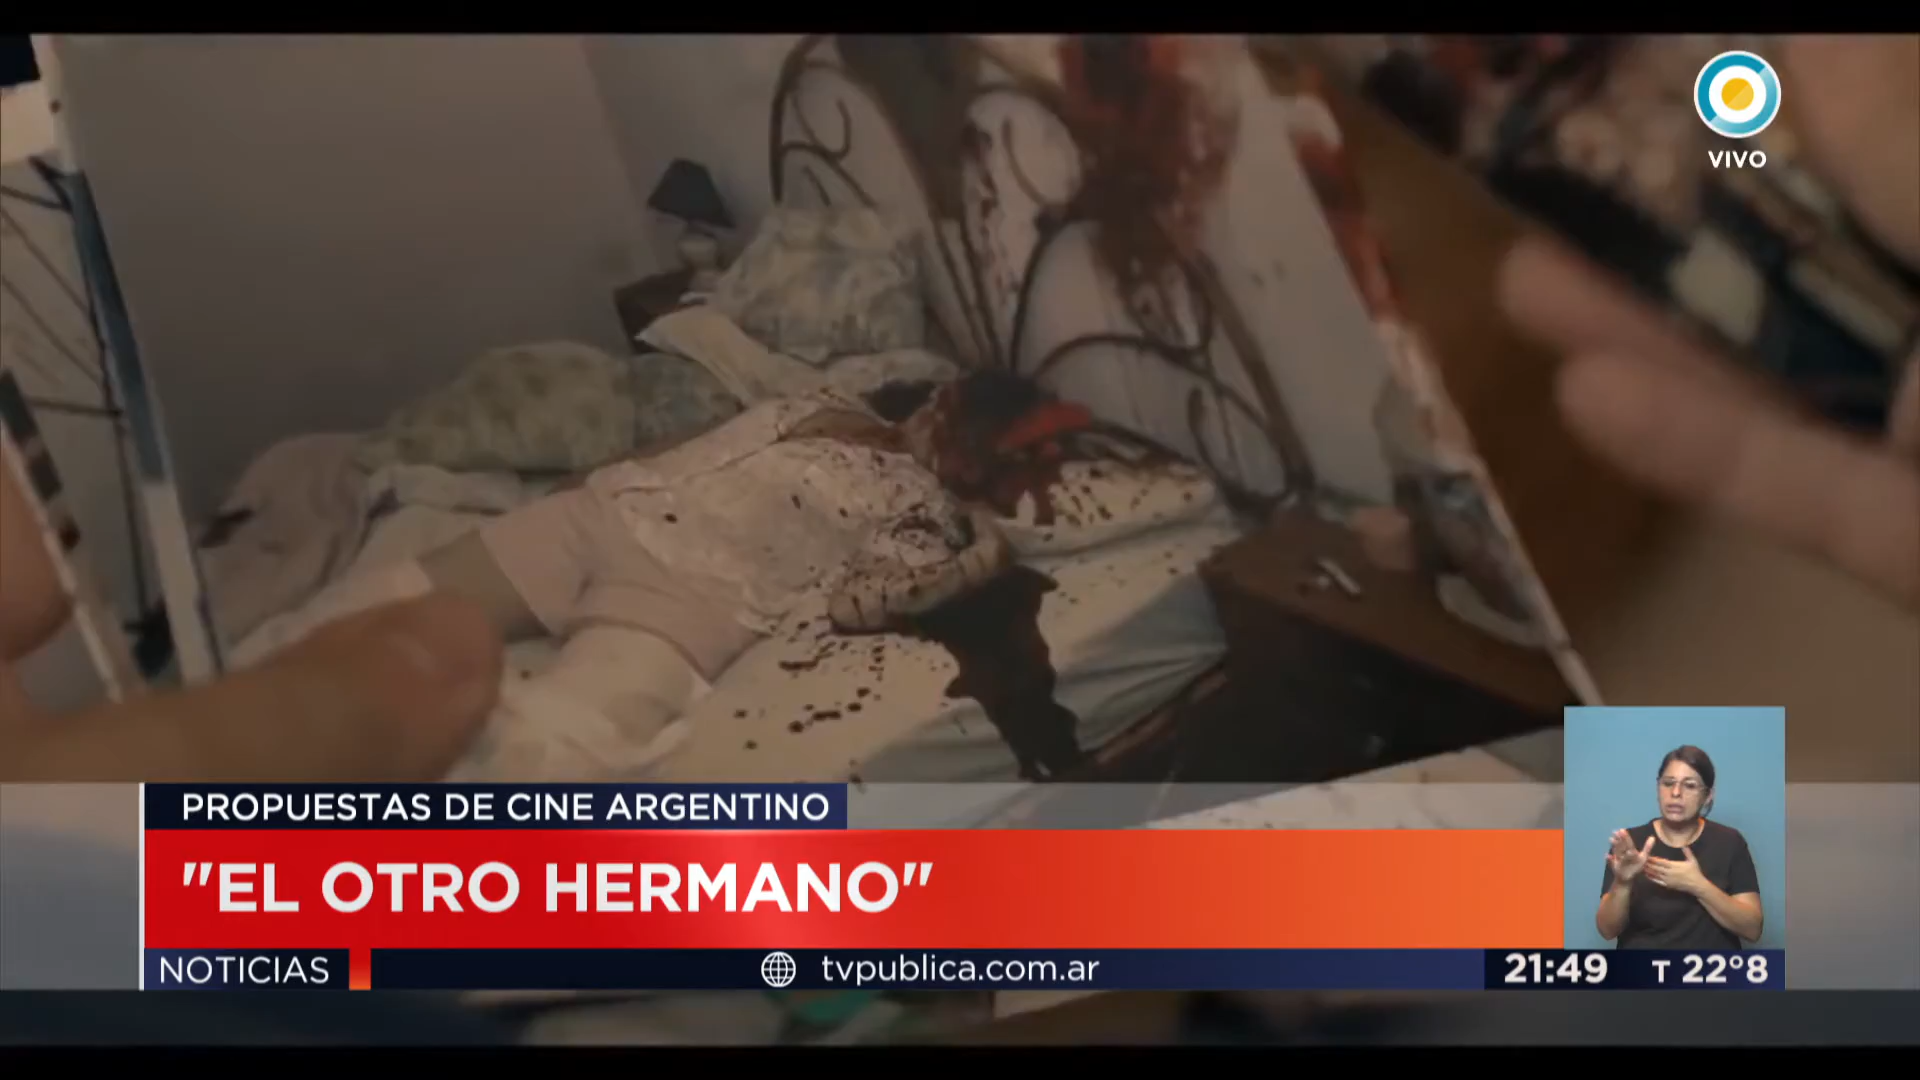 VIVO
PROPUESTAS DE CINE ARGENTINO
"EL OTRO HERMANO"
NOTICIAS
tvpublica.com.ar
21:49 T 22°8